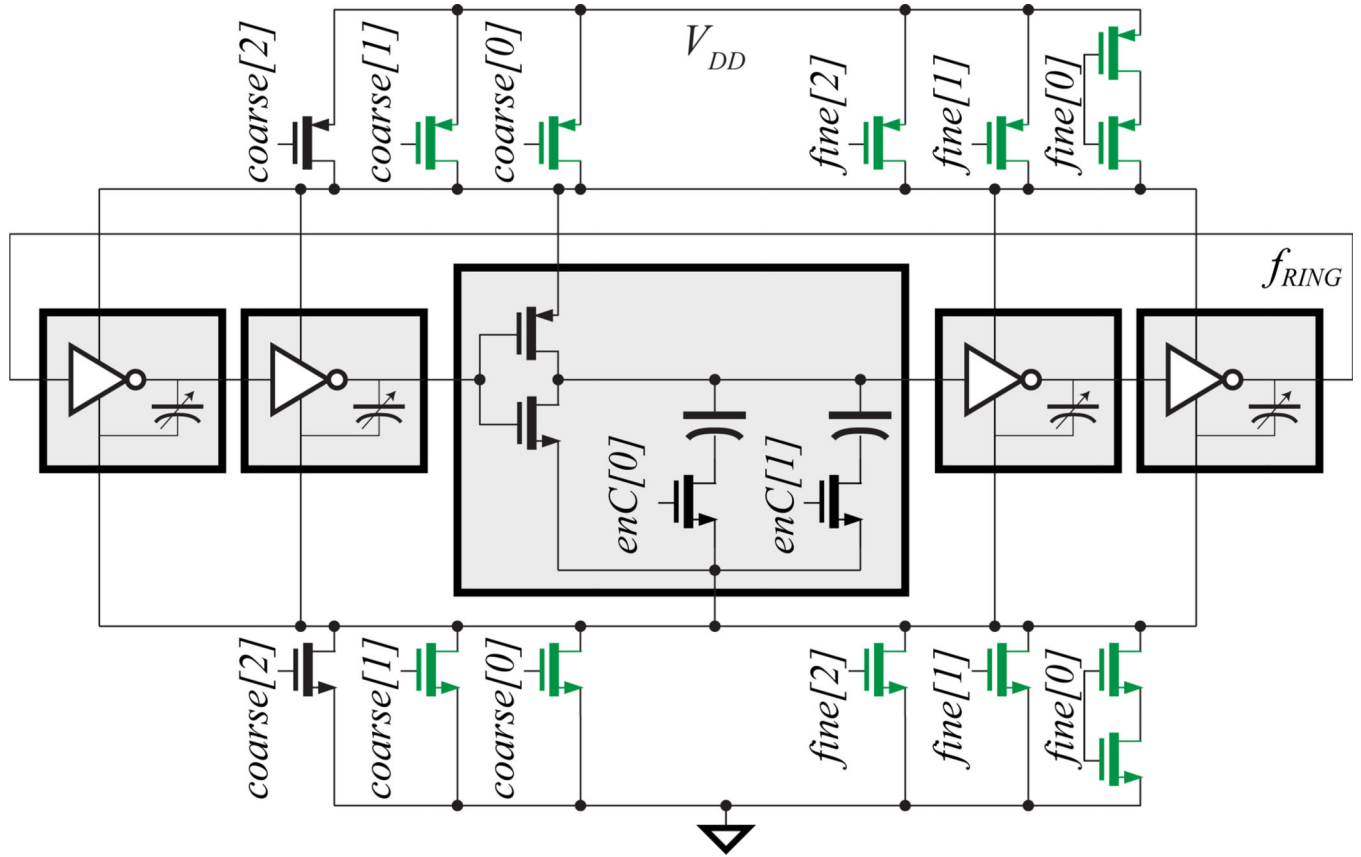 V_DD
coarse[2]
coarse[1]
coarse[0]
fine[2]
fine[1]
fine[0]
f_RING
enC[0]
enC[1]
coarse[2]
coarse[1]
coarse[0]
fine[2]
fine[1]
fine[0]